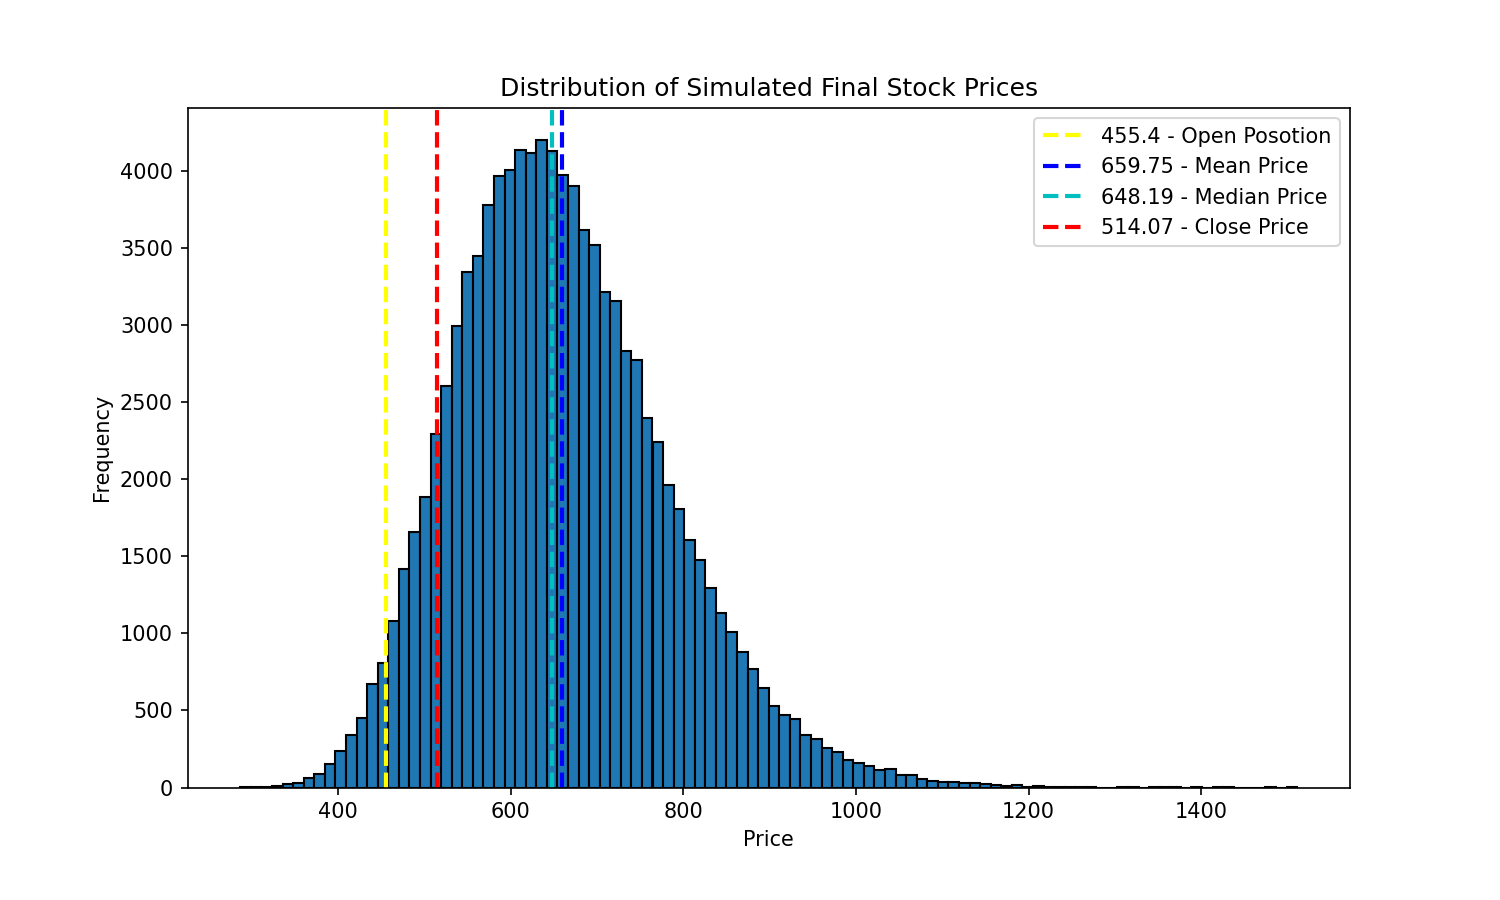 Distribution of Simulated Final Stock Prices
455.4 - Open Posotion
659.75 - Mean Price
648.19 - Median Price
514.07 - Close Price
4000
3500
3000
2500
2000
1500
1000
500
0
Frequency
400 600 800 1000 1200 1400
Price